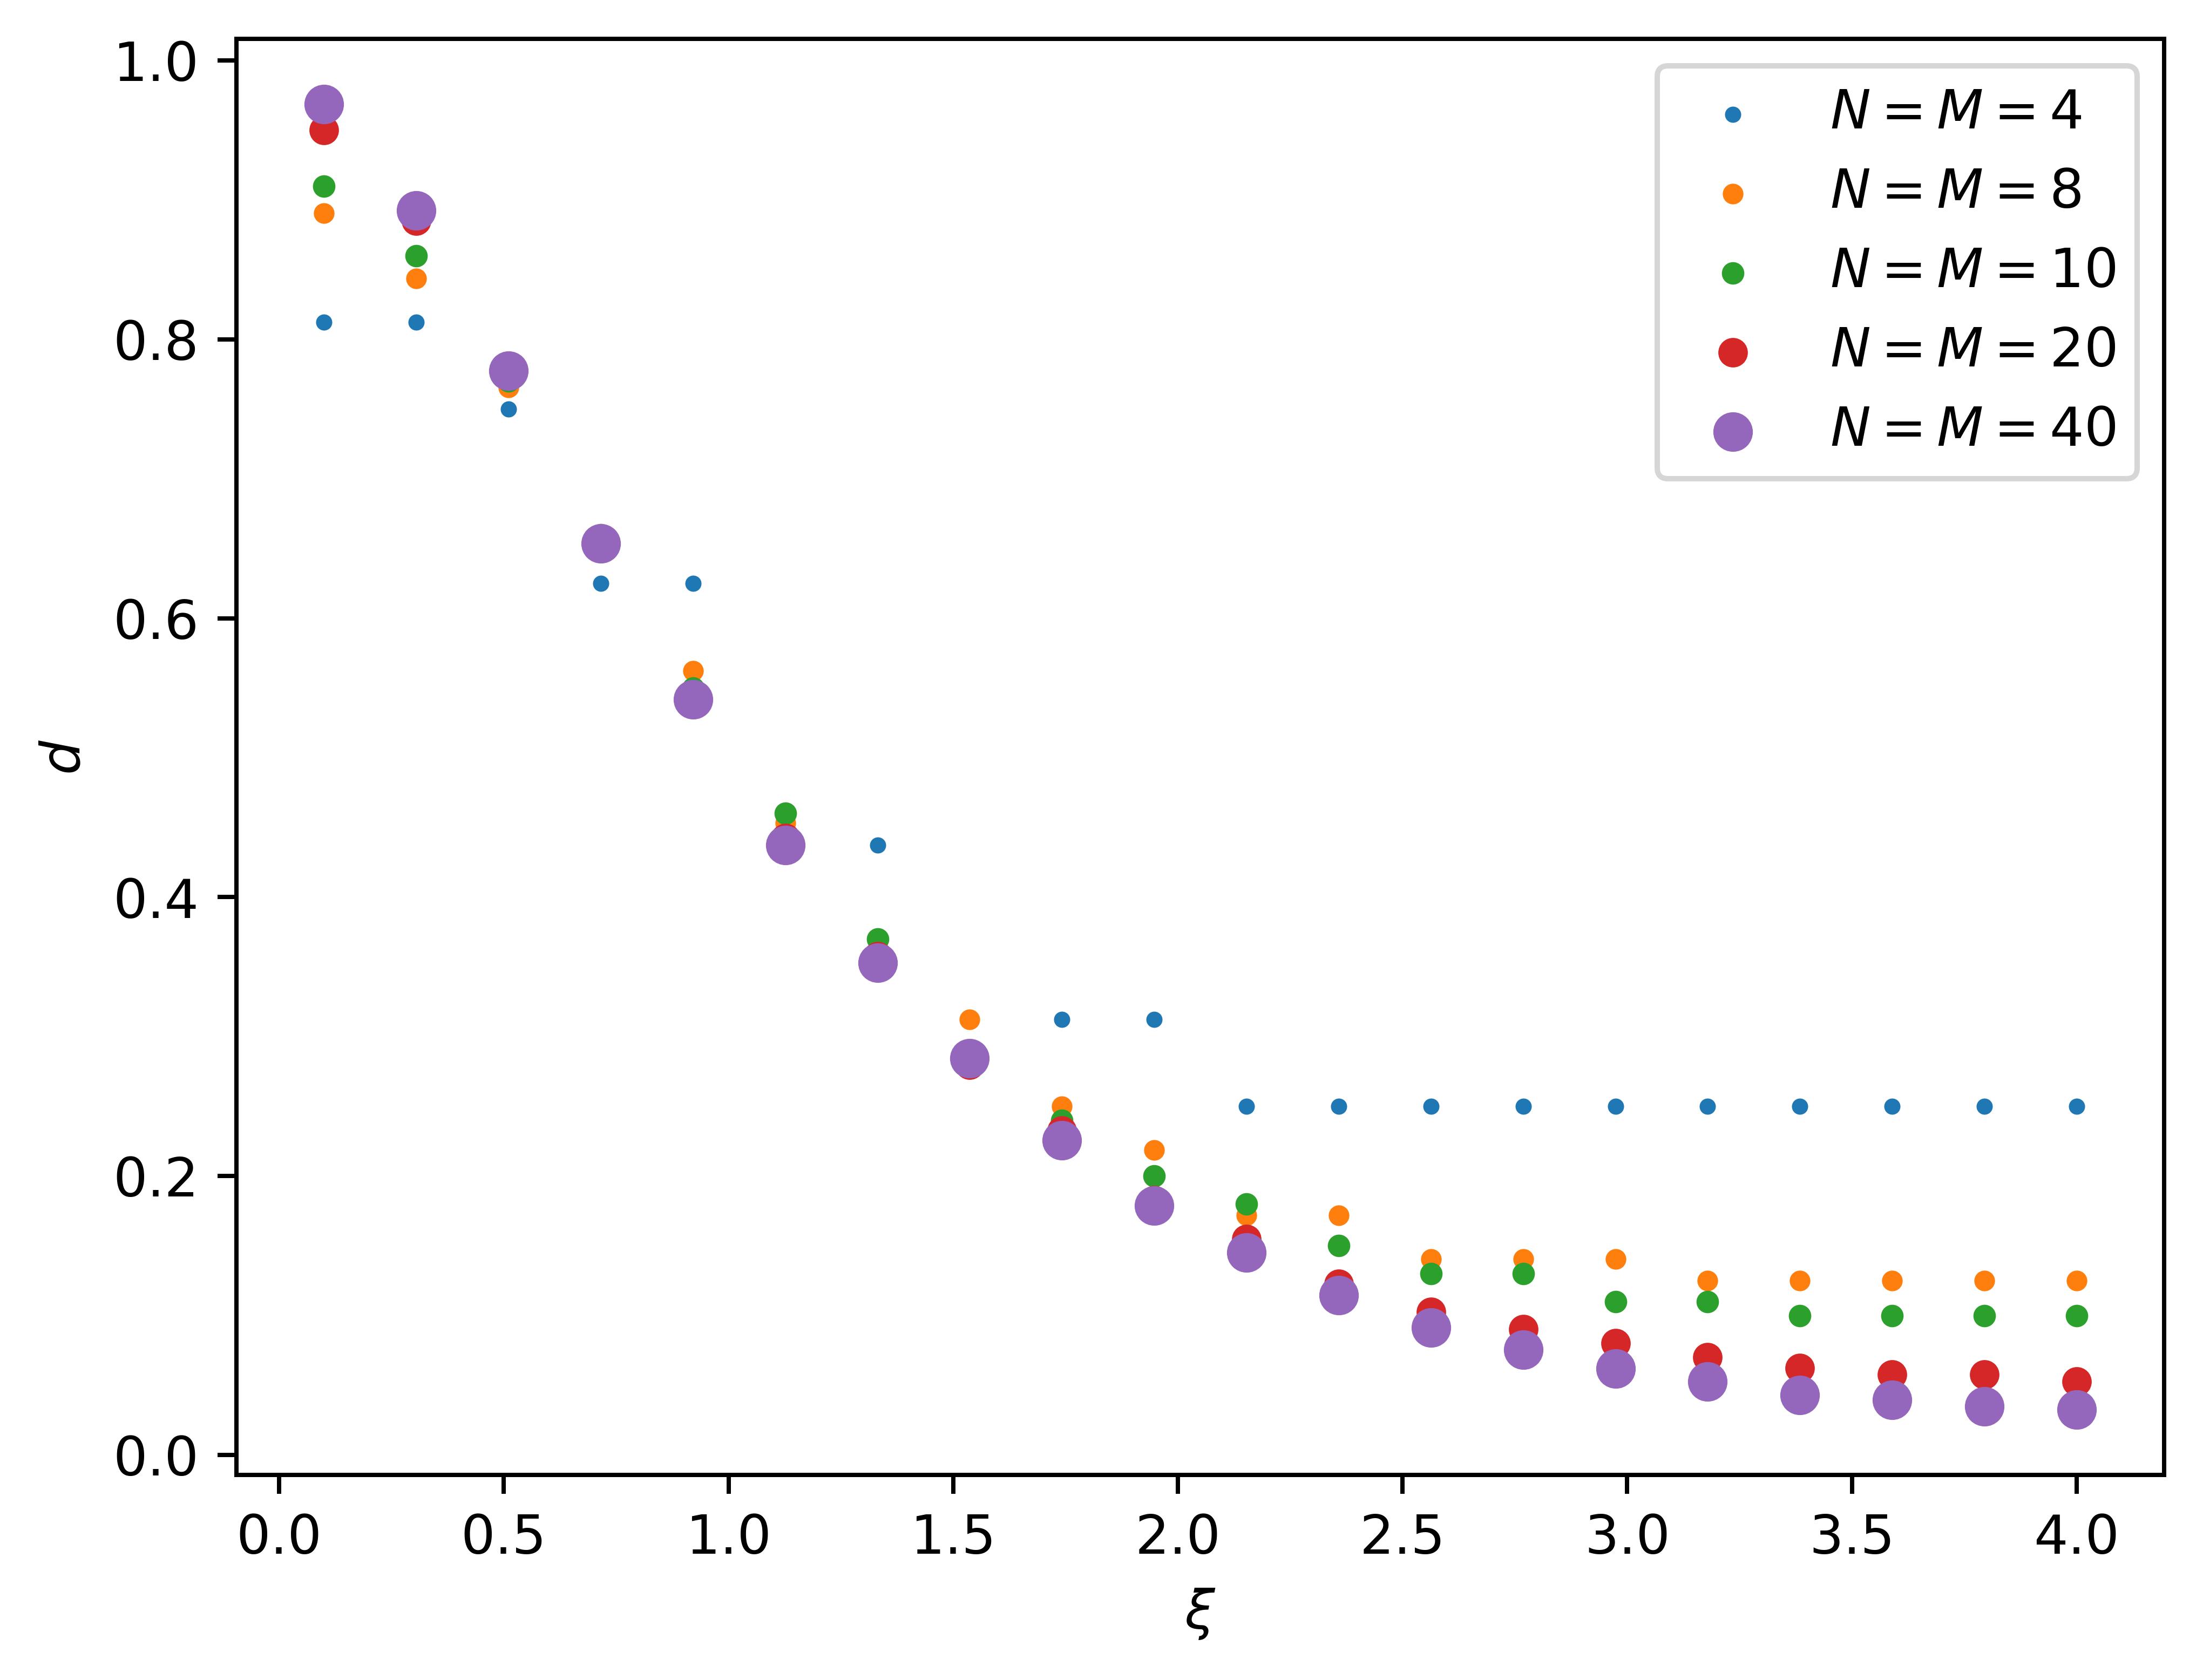 1.0
0.8
0.6
0.4
0.2
0.0
d
0.0 0.5 1.0 1.5 2.0 2.5 3.0 3.5 4.0
ξ
N = M = 4
N = M = 8
N = M = 10
N = M = 20
N = M = 40